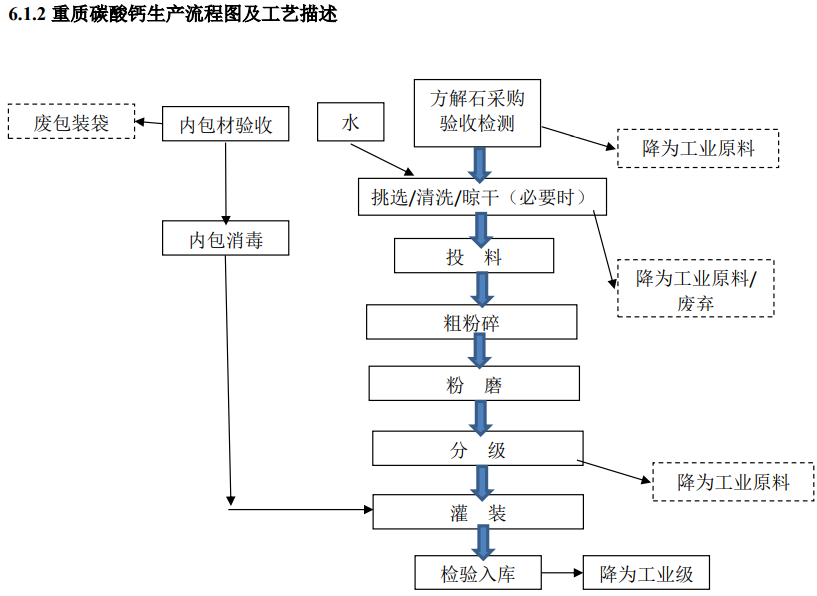 6.1.2 重质碳酸钙生产流程图及工艺描述
方解石采购
验收检测
废包装袋
内包材验收
水
降为工业原料
挑选/清洗/晾干（必要时）
内包消毒
投 料
降为工业原料/
废弃
粗粉碎
粉 磨
分 级
降为工业原料
灌 装
检验入库
降为工业级